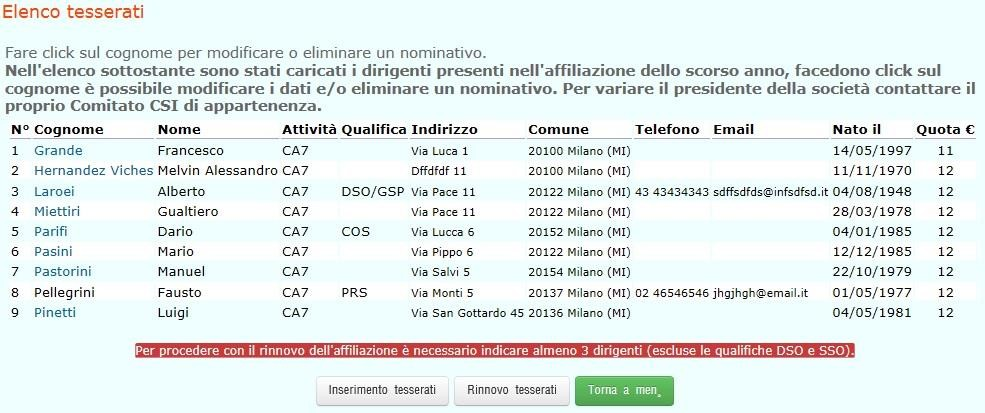 Elenco tesserati
Fare click sul cognome per modificare o eliminare un nominativo.
Nell'elenco sottostante sono stati caricati i dirigenti presenti nell'affiliazione dello scorso anno, facedono click sul
cognome è possibile modificare i dati e/o eliminare un nominativo. Per variare il presidente della società contattare il
proprio Comitato CSI di appartenenza.
N° Cognome Nome Attività Qualifica Indirizzo Comune Telefono Email Nato il Quota €
1 Grande Francesco CA7 Via Luca 1 20100 Milano (MI) 14/05/1997 11
2 Hernandez Viches Melvin Alessandro CA7 Dffdfdf 11 20100 Milano (MI) 11/11/1970 12
3 Laroei Alberto CA7 DSO/GSP Via Pace 11 20122 Milano (MI) 43 43434343 sdffsdfds@infsdfsd.it 04/08/1948 12
4 Miettiri Gualtiero CA7 Via Pace 11 20122 Milano (MI) 28/03/1978 12
5 Parifi Dario CA7 COS Via Lucca 6 20152 Milano (MI) 04/01/1985 12
6 Pasini Mario CA7 Via Pippo 6 20122 Milano (MI) 12/12/1985 12
7 Pastorini Manuel CA7 Via Salvi 5 20154 Milano (MI) 22/10/1979 12
8 Pellegrini Fausto CA7 PRS Via Monti 5 20137 Milano (MI) 02 46546546 jhgjhgh@email.it 01/05/1977 12
9 Pinetti Luigi CA7 Via San Gottardo 45 20136 Milano (MI) 04/05/1981 12
Per procedere con il rinnovo dell'affiliazione è necessario indicare almeno 3 dirigenti (escluse le qualifiche DSO e SSO).
Inserimento tesserati Rinnovo tesserati Torna a men.